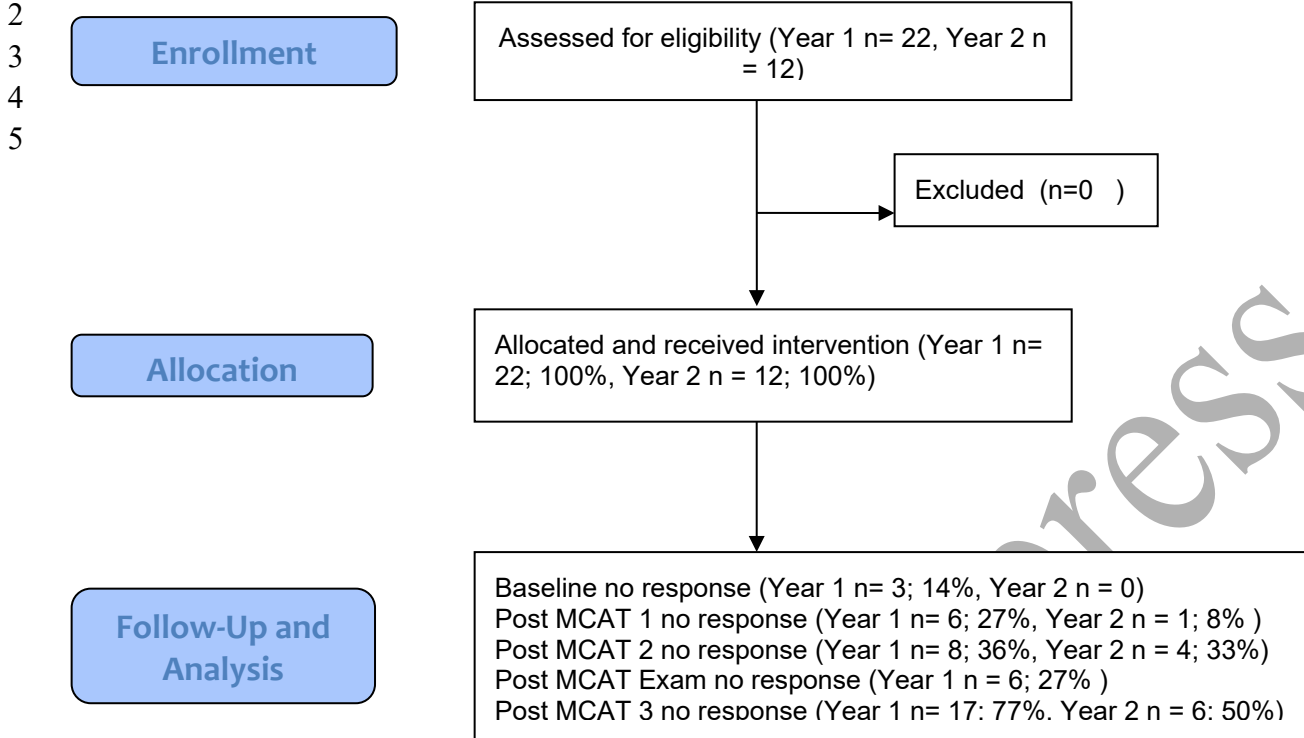 2
3
4
5
Enrollment
Assessed for eligibility (Year 1 n= 22, Year 2 n
= 12)
Excluded  (n=0   )
Allocation
Allocated and received intervention (Year 1 n=
22; 100%, Year 2 n = 12; 100%)
Follow-Up and
Analysis
Baseline no response (Year 1 n= 3; 14%, Year 2 n = 0)
Post MCAT 1 no response (Year 1 n= 6; 27%, Year 2 n = 1; 8% )
Post MCAT 2 no response (Year 1 n= 8; 36%, Year 2 n = 4; 33%)
Post MCAT Exam no response (Year 1 n = 6; 27% )
Post MCAT 3 no response (Year 1 n= 17; 77%, Year 2 n = 6; 50%)
ress